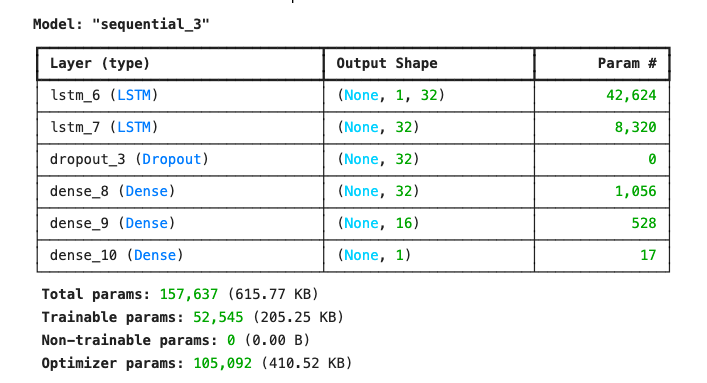 Model: "sequential_3"
Layer (type) Output Shape Param #
lstm_6 (LSTM) (None, 1, 32) 42,624
lstm_7 (LSTM) (None, 32) 8,320
dropout_3 (Dropout) (None, 32) 0
dense_8 (Dense) (None, 32) 1,056
dense_9 (Dense) (None, 16) 528
dense_10 (Dense) (None, 1) 17
Total params: 157,637 (615.77 KB)
Trainable params: 52,545 (205.25 KB)
Non-trainable params: 0 (0.00 B)
Optimizer params: 105,092 (410.52 KB)